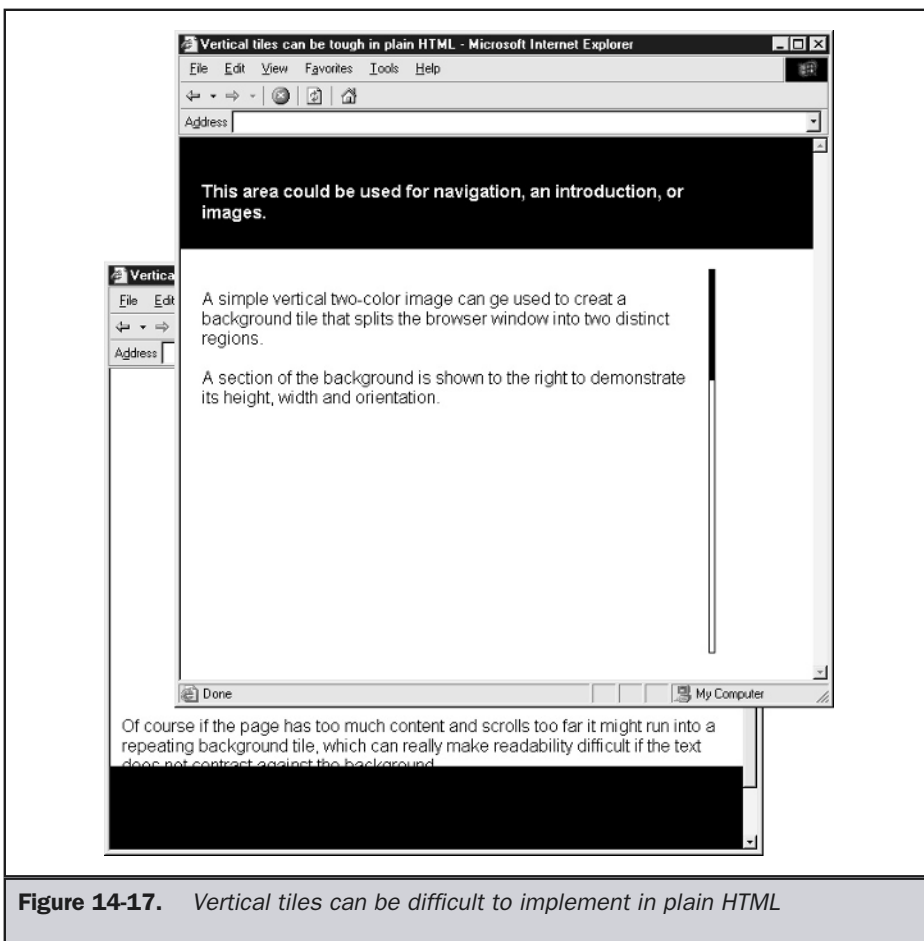 Vertical tiles can be tough in plain HTML - Microsoft Internet Explorer
File Edit View Favorites Tools Help
Address
This area could be used for navigation, an introduction, or
images.
A simple vertical two-color image can ge used to creat a
background tile that splits the browser window into two distinct
regions.
A section of the background is shown to the right to demonstrate
its height, width and orientation.
Done My Computer
Vertica
File Edit
Address
Of course if the page has too much content and scrolls too far it might run into a
repeating background tile, which can really make readability difficult if the text
does not contrast against the background.
Figure 14-17. Vertical tiles can be difficult to implement in plain HTML